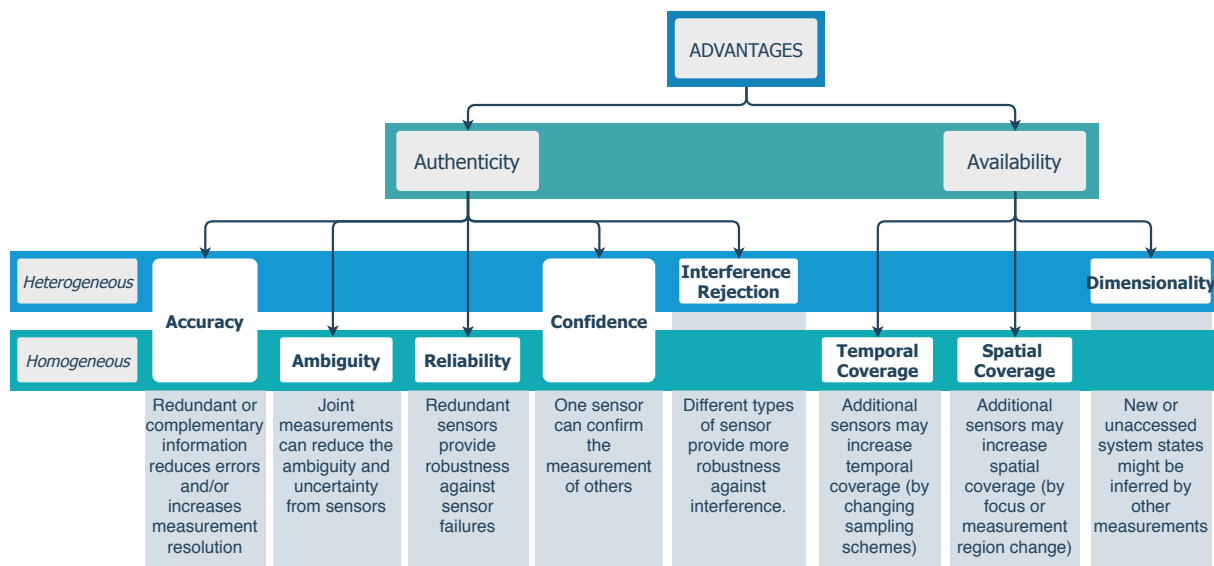 ADVANTAGES
Authenticity
Availability
Heterogeneous
Accuracy
Confidence
Interference
Rejection
Dimensionality
Homogeneous
Ambiguity
Reliability
Temporal
Coverage
Spatial
Coverage
Redundant or
complementary
information
reduces errors
and/or
increases
measurement
resolution
Joint
measurements
can reduce the
ambiguity and
uncertainty
from sensors
Redundant
sensors
provide
robustness
against
sensor
failures
One sensor
can confirm
the
measurement
of others
Different types
of sensor
provide more
robustness
against
interference.
Additional
sensors may
increase
temporal
coverage (by
changing
sampling
schemes)
Additional
sensors may
increase
spatial
coverage (by
focus or
measurement
region change)
New or
unaccessed
system states
might be
inferred by
other
measurements